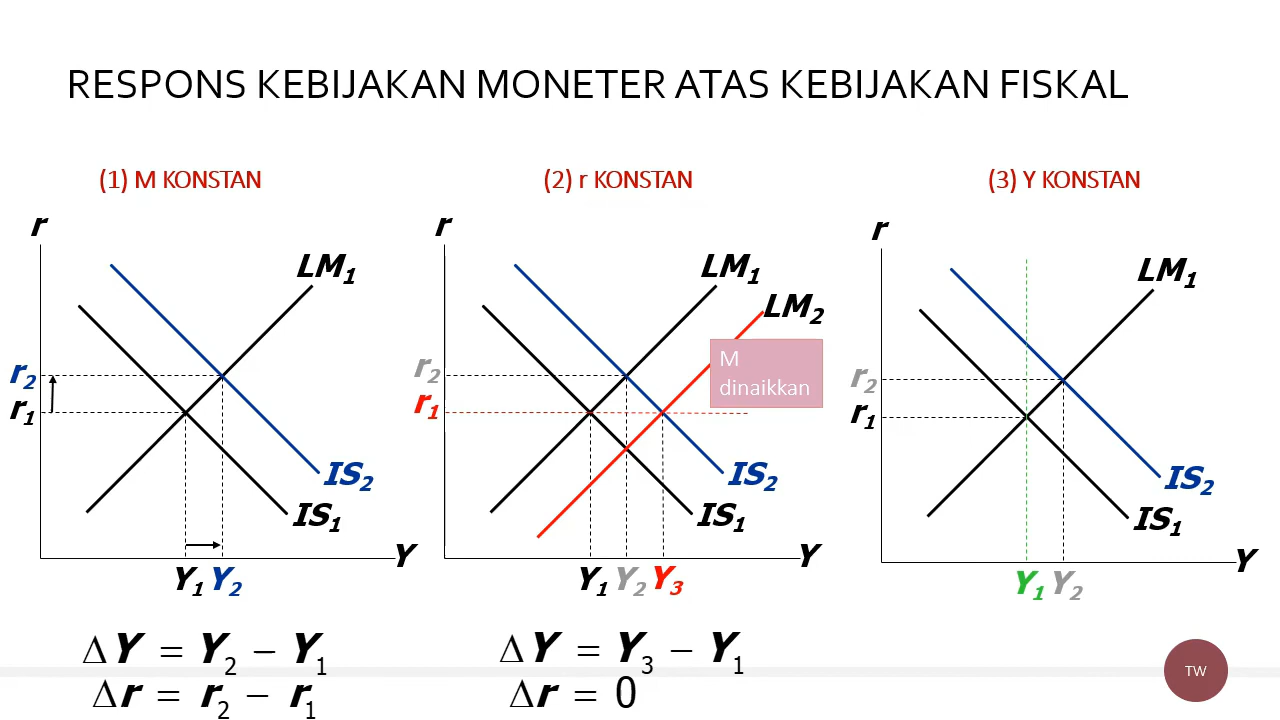 RESPONS KEBIJAKAN MONETER ATAS KEBIJAKAN FISKAL
(1) M KONSTAN
r
LM₁
r₂
r₁
IS₂
IS₁
Y
Y₁ Y₂
ΔY = Y₂ − Y₁
Δr = r₂ − r₁
(2) r KONSTAN
r
LM₁
LM₂
M
dinaikkan
r₂
r₁
IS₂
IS₁
Y
Y₁ Y₂ Y₃
ΔY = Y₃ − Y₁
Δr = 0
(3) Y KONSTAN
r
LM₁
r₂
r₁
IS₂
IS₁
Y
Y₁ Y₂
TW